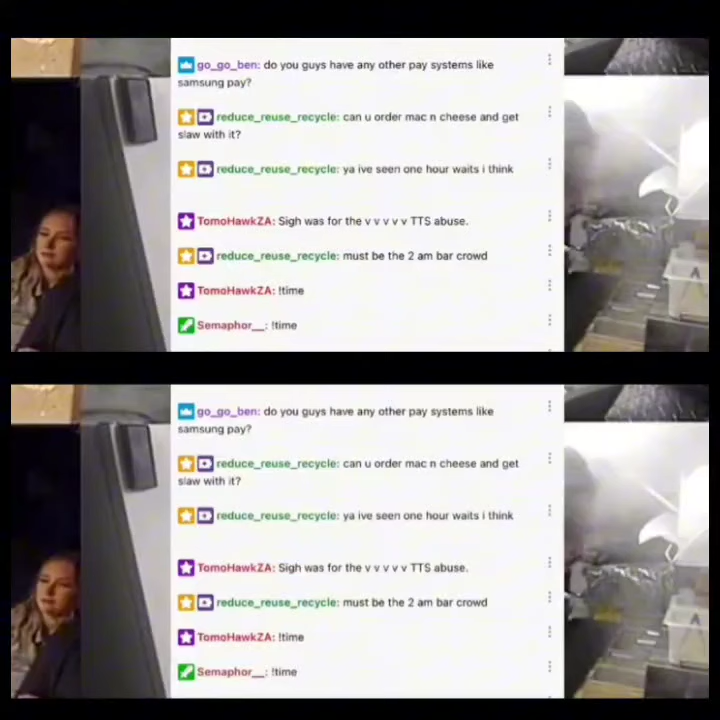 go_go_ben: do you guys have any other pay systems like
samsung pay?
reduce_reuse_recycle: can u order mac n cheese and get
slaw with it?
reduce_reuse_recycle: ya ive seen one hour waits i think
TomoHawkZA: Sigh was for the v v v v v TTS abuse.
reduce_reuse_recycle: must be the 2 am bar crowd
TomoHawkZA: !time
Semaphor__: !time
go_go_ben: do you guys have any other pay systems like
samsung pay?
reduce_reuse_recycle: can u order mac n cheese and get
slaw with it?
reduce_reuse_recycle: ya ive seen one hour waits i think
TomoHawkZA: Sigh was for the v v v v v TTS abuse.
reduce_reuse_recycle: must be the 2 am bar crowd
TomoHawkZA: !time
Semaphor__: !time